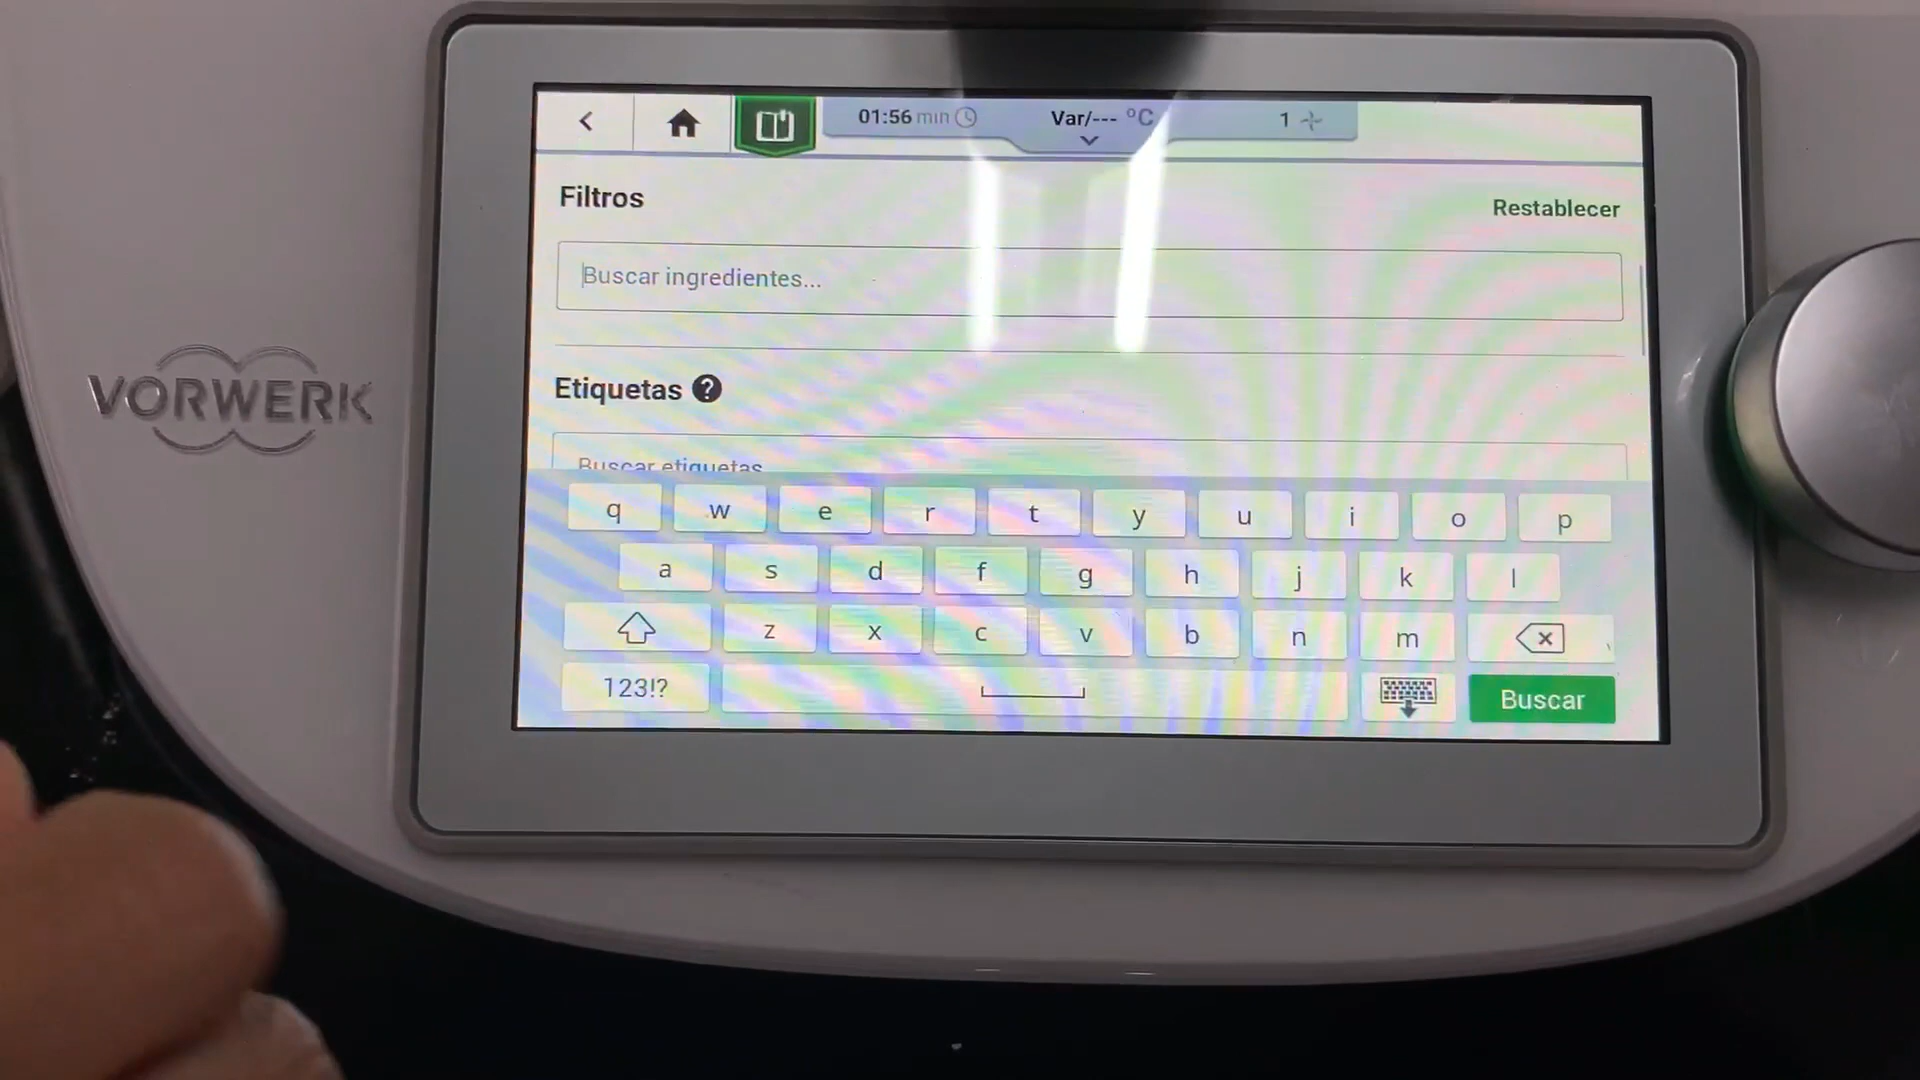 01:56 min Var/--- °C 1
Filtros
Restablecer
Buscar ingredientes...
VORWERK
Etiquetas ?
Buscar etiquetas
q w e r t y u i o p
a s d f g h j k l
z x c v b n m
123!? Buscar